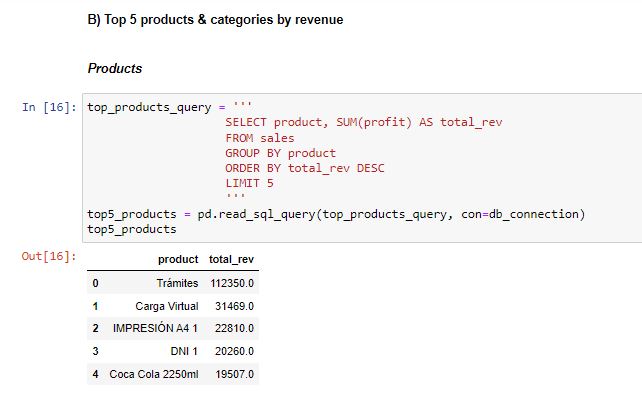 B) Top 5 products & categories by revenue
Products
In [16]: top_products_query = '''
SELECT product, SUM(profit) AS total_rev
FROM sales
GROUP BY product
ORDER BY total_rev DESC
LIMIT 5
'''
top5_products = pd.read_sql_query(top_products_query, con=db_connection)
top5_products
Out[16]:
product total_rev
0 Trámites 112350.0
1 Carga Virtual 31469.0
2 IMPRESIÓN A4 1 22810.0
3 DNI 1 20260.0
4 Coca Cola 2250ml 19507.0